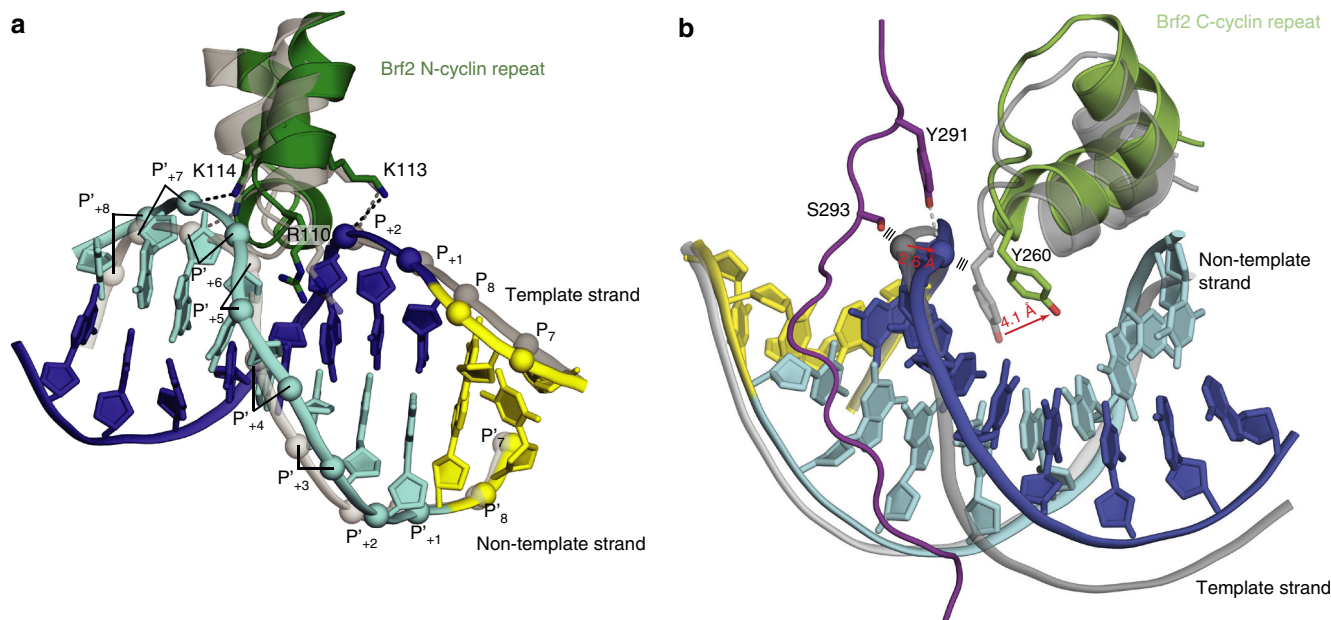 a
Brf2 N-cyclin repeat
K114
K113
P'+7
P'+8
R110
P+2
P+1
P'
+6
P8
Template strand
P'+5
P7
P'+4
P'7
P'+3
P'8
P'+2
P'+1
Non-template strand
b
Brf2 C-cyclin repeat
Y291
S293
2.6 Å
Y260
Non-template
strand
4.1 Å
Template strand